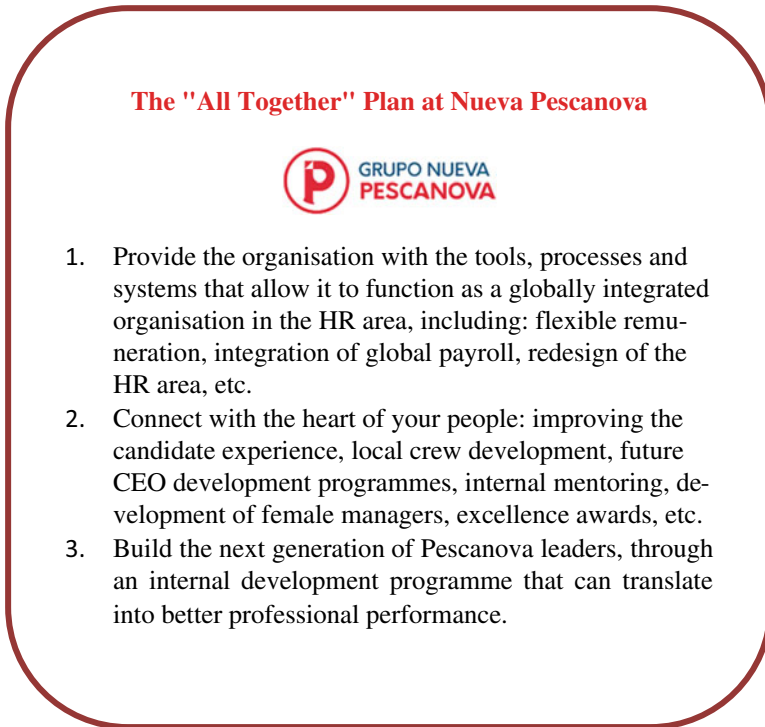 The "All Together" Plan at Nueva Pescanova
GRUPO NUEVA
PESCANOVA
1. Provide the organisation with the tools, processes and
systems that allow it to function as a globally integrated
organisation in the HR area, including: flexible remu-
neration, integration of global payroll, redesign of the
HR area, etc.
2. Connect with the heart of your people: improving the
candidate experience, local crew development, future
CEO development programmes, internal mentoring, de-
velopment of female managers, excellence awards, etc.
3. Build the next generation of Pescanova leaders, through
an internal development programme that can translate
into better professional performance.